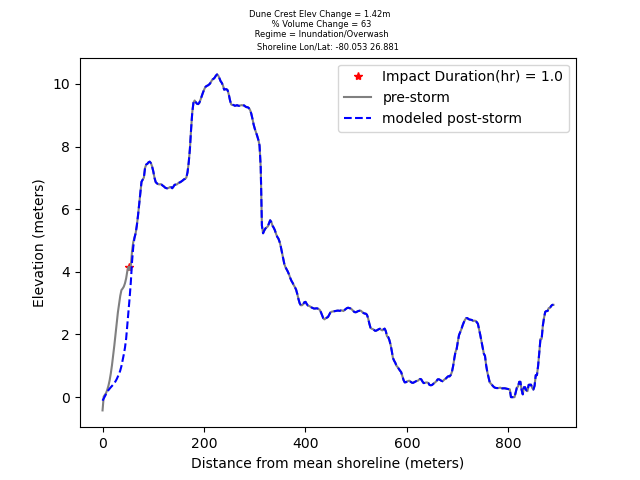 Dune Crest Elev Change = 1.42m
% Volume Change = 63
Regime = Inundation/Overwash
Shoreline Lon/Lat: -80.053 26.881
Impact Duration(hr) = 1.0
pre-storm
modeled post-storm
10
8
6
4
2
0
Elevation (meters)
0 200 400 600 800
Distance from mean shoreline (meters)